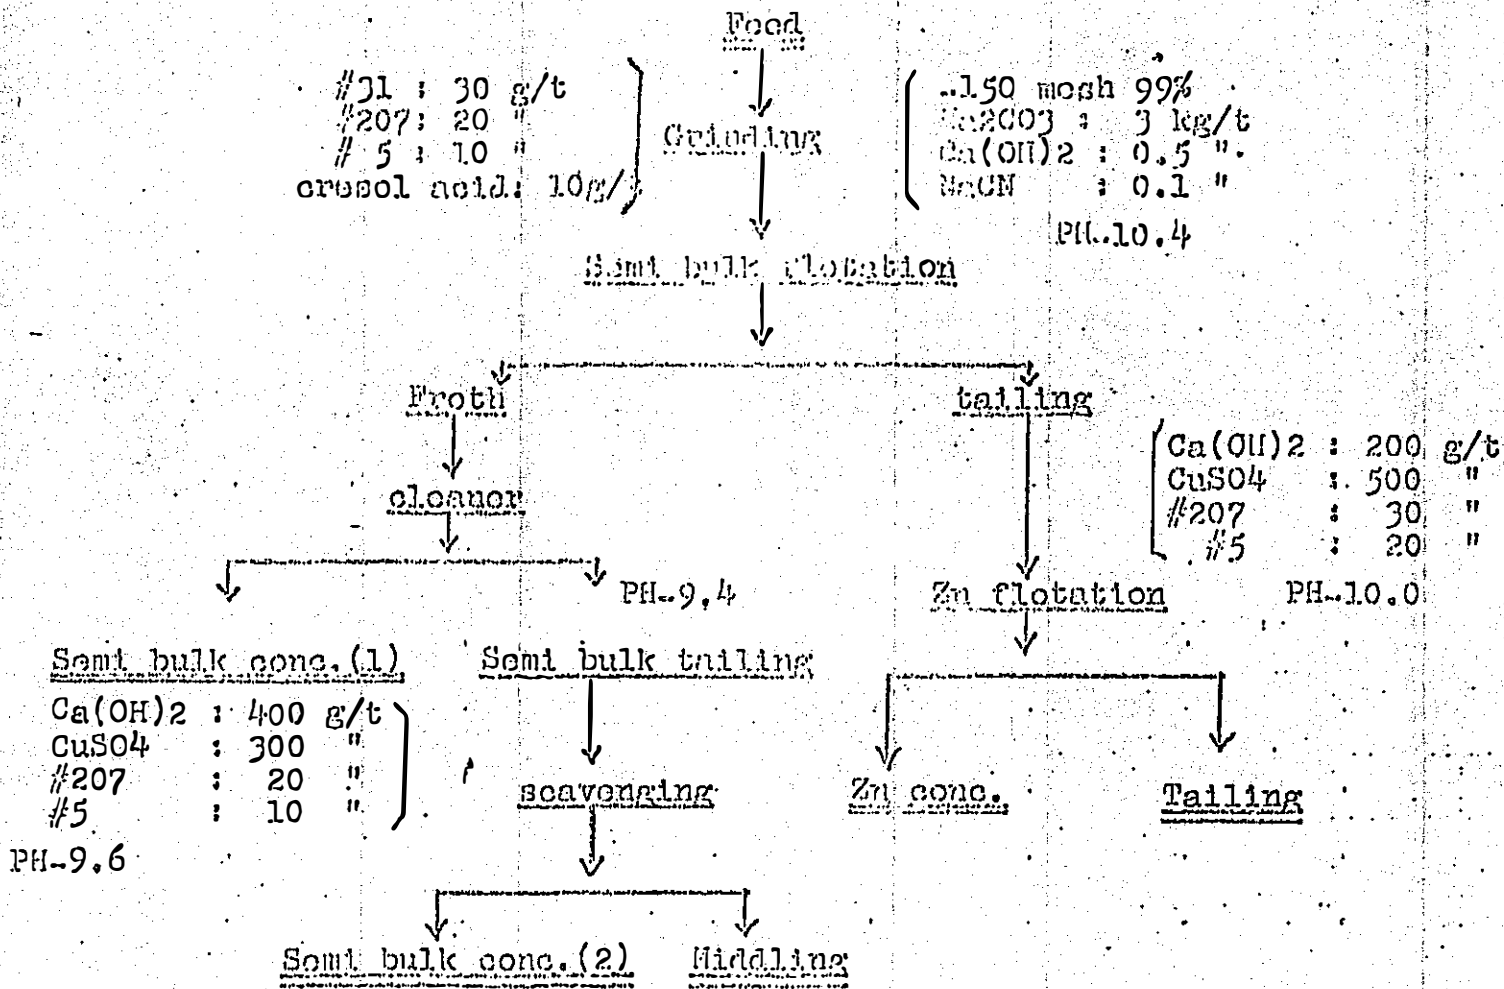 Feed
#31 : 30 g/t
#207: 20 "
# 5 : 10 "
cresol acid: 10g/t
Grinding
-150 mesh 99%
Na2CO3 : 3 kg/t
Ca(OH)2 : 0.5 "
NaCN : 0.1 "
PH-10.4
Semi bulk flotation
Froth
tailing
cleaner
Ca(OH)2 : 200 g/t
CuSO4 : 500 "
#207 : 30 "
#5 : 20 "
PH-9.4
Zn flotation
PH-10.0
Semi bulk conc.(1)
Semi bulk tailing
Ca(OH)2 : 400 g/t
CuSO4 : 300 "
#207 : 20 "
#5 : 10 "
PH-9.6
scavenging
Zn conc.
Tailing
Semi bulk conc.(2)
Middling